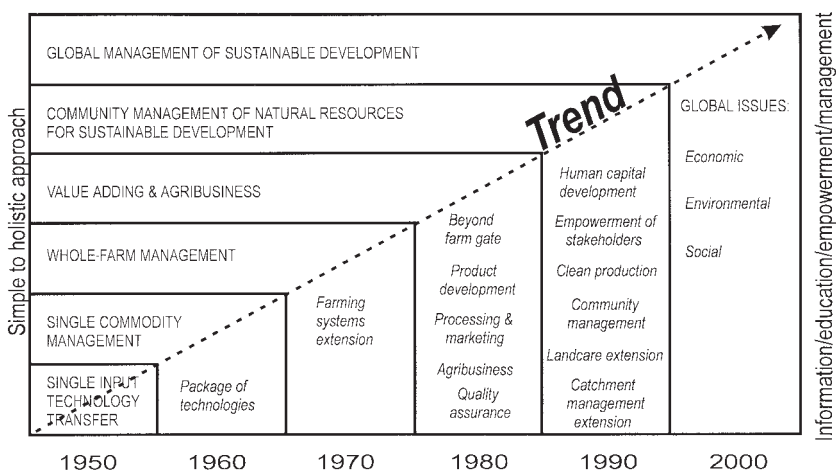 GLOBAL MANAGEMENT OF SUSTAINABLE DEVELOPMENT
COMMUNITY MANAGEMENT OF NATURAL RESOURCES
FOR SUSTAINABLE DEVELOPMENT
VALUE ADDING & AGRIBUSINESS
WHOLE-FARM MANAGEMENT
SINGLE COMMODITY
MANAGEMENT
SINGLE INPUT
TECHNOLOGY
TRANSFER
Package of
technologies
Farming
systems
extension
Beyond
farm gate
Product
development
Processing &
marketing
Agribusiness
Quality
assurance
Human capital
development
Empowerment of
stakeholders
Clean production
Community
management
Landcare extension
Catchment
management
extension
GLOBAL ISSUES:
Economic
Environmental
Social
Trend
Simple to holistic approach
Information/education/empowerment/management
1950 1960 1970 1980 1990 2000